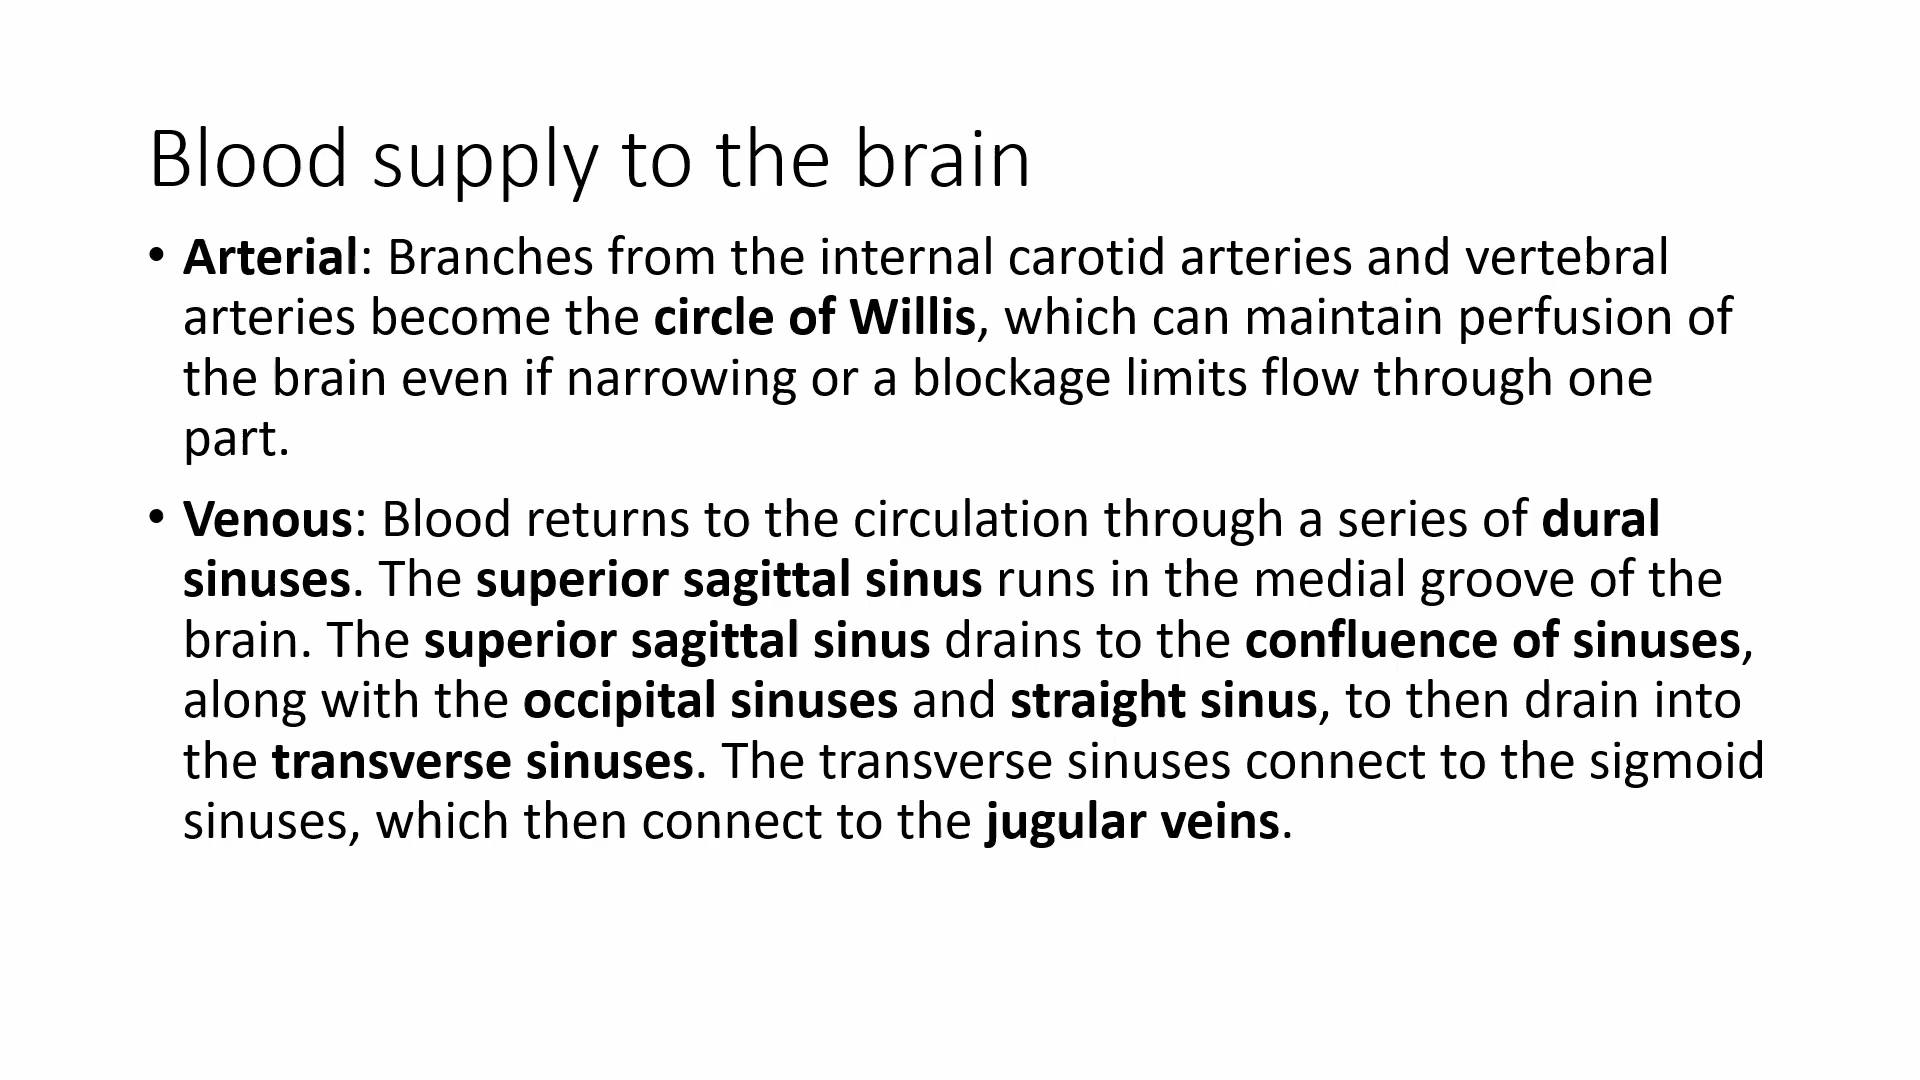 Blood supply to the brain
• Arterial: Branches from the internal carotid arteries and vertebral
arteries become the circle of Willis, which can maintain perfusion of
the brain even if narrowing or a blockage limits flow through one
part.
• Venous: Blood returns to the circulation through a series of dural
sinuses. The superior sagittal sinus runs in the medial groove of the
brain. The superior sagittal sinus drains to the confluence of sinuses,
along with the occipital sinuses and straight sinus, to then drain into
the transverse sinuses. The transverse sinuses connect to the sigmoid
sinuses, which then connect to the jugular veins.